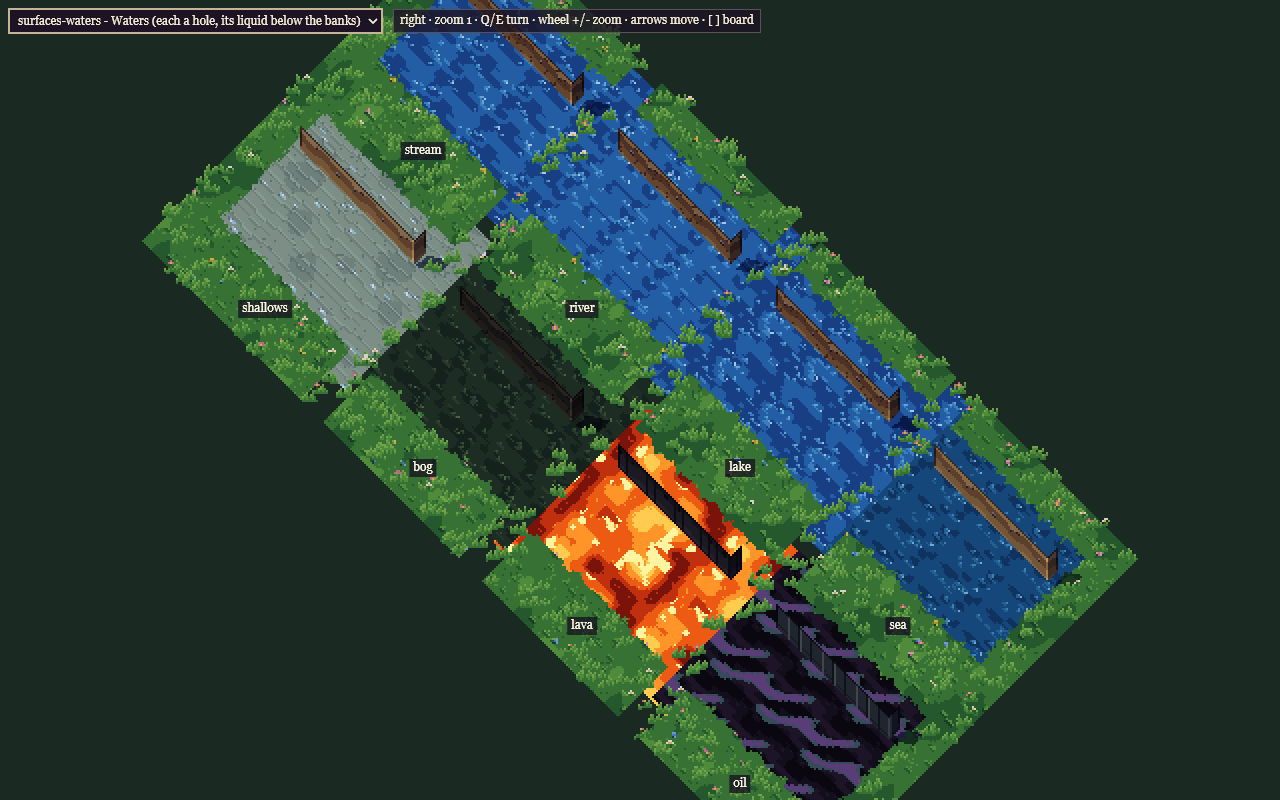 surfaces-waters - Waters (each a hole, its liquid below the banks)
right · zoom 1 · Q/E turn · wheel +/- zoom · arrows move · [ ] board
stream
shallows
river
bog
lake
lava
sea
oil